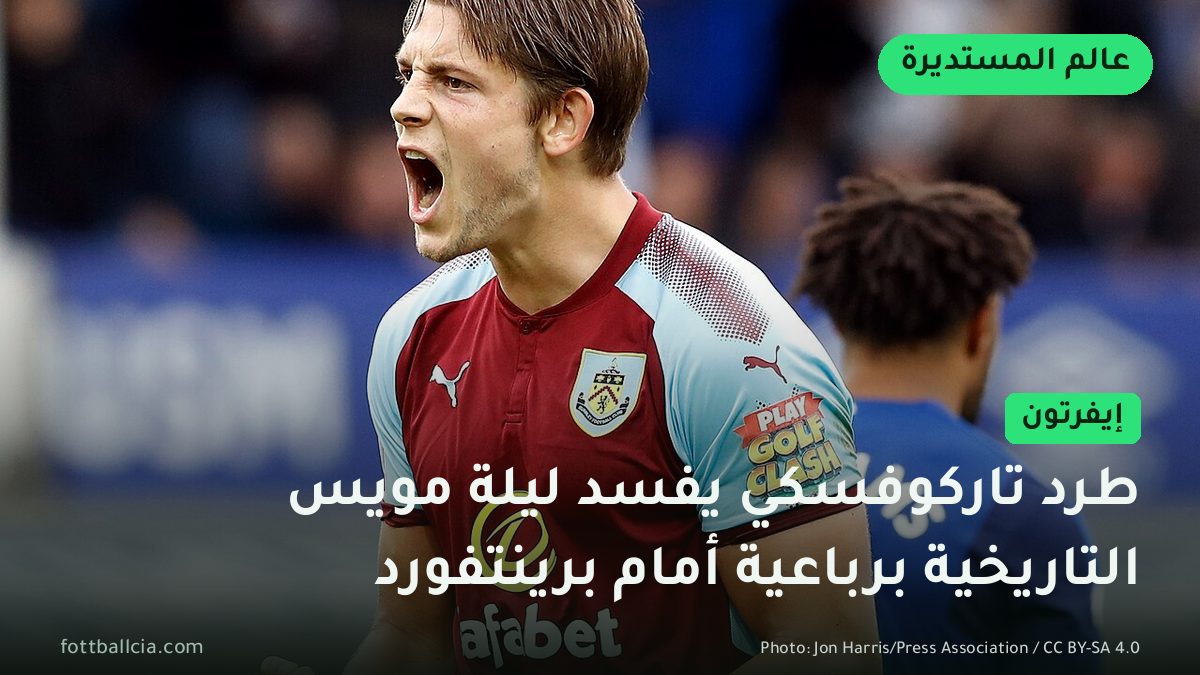 عالم المستديرة
PLAY
GOLF
CLASH
إيفرتون
طرد تاركوفسكي يفسد ليلة مويس
التاريخية برباعية أمام برينتفورد
afabet
fottballcia.com
Photo: Jon Harris/Press Association / CC BY-SA 4.0